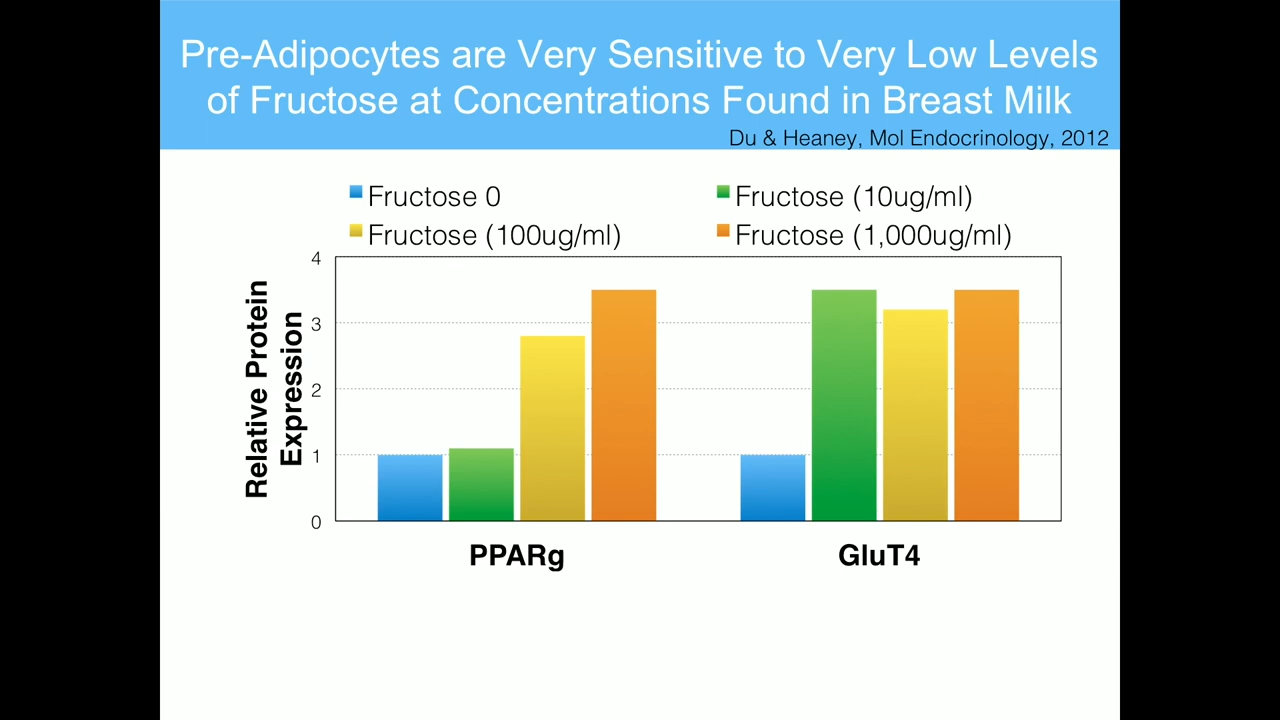 Pre-Adipocytes are Very Sensitive to Very Low Levels
of Fructose at Concentrations Found in Breast Milk
Du & Heaney, Mol Endocrinology, 2012
Fructose 0
Fructose (10ug/ml)
Fructose (100ug/ml)
Fructose (1,000ug/ml)
Relative Protein
Expression
4
3
2
1
0
PPARg
GluT4